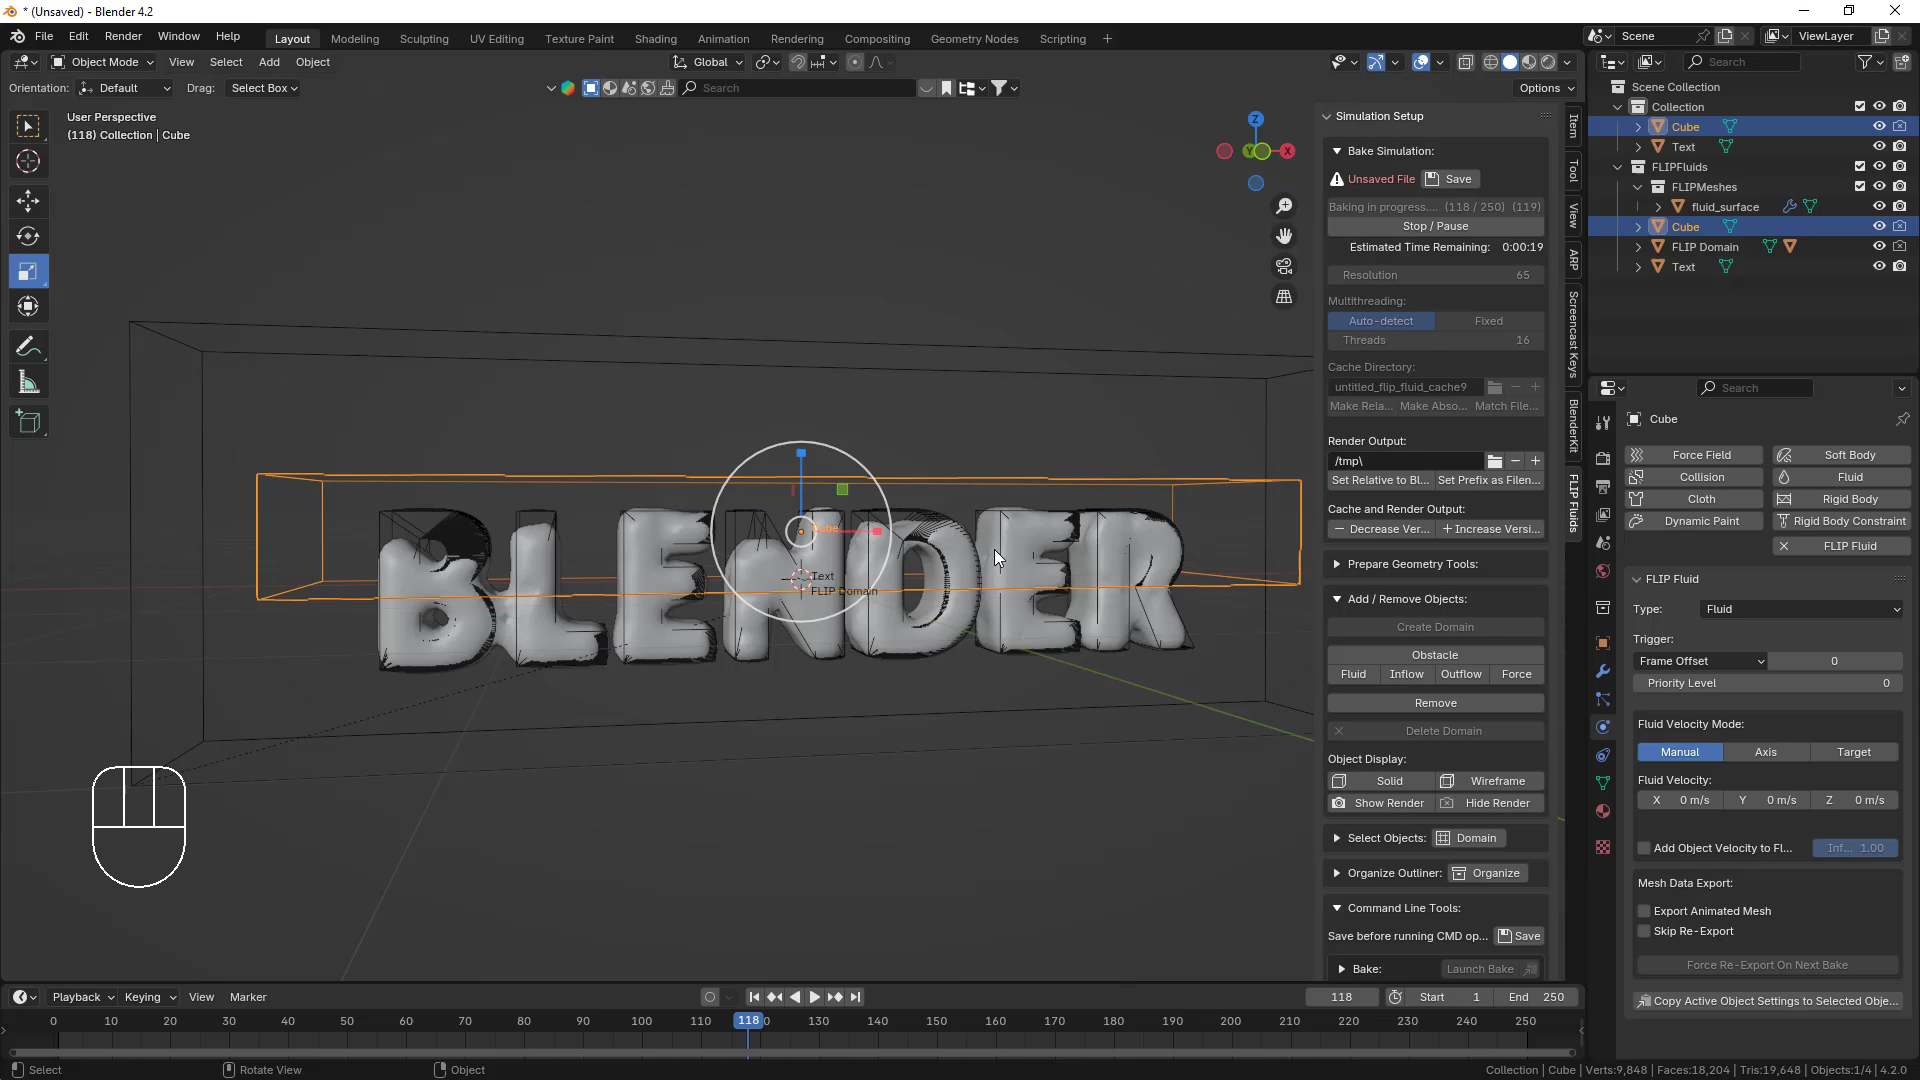 * (Unsaved) - Blender 4.2
File Edit Render Window Help
Layout Modeling Sculpting UV Editing Texture Paint Shading Animation Rendering Compositing Geometry Nodes Scripting
Scene ViewLayer
Object Mode View Select Add Object Global
Search
Orientation: Default Drag: Select Box Search Options
User Perspective
(118) Collection | Cube
Z
Y
X
Cube
Text
FLIP Domain
BLENDER
Simulation Setup
Bake Simulation:
Unsaved File Save
Baking in progress.... (118 / 250) (119)
Stop / Pause
Estimated Time Remaining: 0:00:19
Resolution 65
Multithreading:
Auto-detect Fixed
Threads 16
Cache Directory:
untitled_flip_fluid_cache9
Make Rela... Make Abso... Match File...
Render Output:
/tmp\
Set Relative to Bl... Set Prefix as Filen...
Cache and Render Output:
Decrease Ver... +Increase Versi...
Prepare Geometry Tools:
Add / Remove Objects:
Create Domain
Obstacle
Fluid Inflow Outflow Force
Remove
Delete Domain
Object Display:
Solid Wireframe
Show Render Hide Render
Select Objects: Domain
Organize Outliner: Organize
Command Line Tools:
Save before running CMD op... Save
Bake: Launch Bake
Item
Tool
View
ARP
Screencast Keys
BlenderKit
FLIP Fluids
Scene Collection
Collection
Cube
Text
FLIPFluids
FLIPMeshes
fluid_surface
Cube
FLIP Domain
Text
Search
Cube
Force Field Soft Body
Collision Fluid
Cloth Rigid Body
Dynamic Paint Rigid Body Constraint
FLIP Fluid
FLIP Fluid
Type: Fluid
Trigger:
Frame Offset 0
Priority Level 0
Fluid Velocity Mode:
Manual Axis Target
Fluid Velocity:
X 0 m/s Y 0 m/s Z 0 m/s
Add Object Velocity to Fl... Inf... 1.00
Mesh Data Export:
Export Animated Mesh
Skip Re-Export
Force Re-Export On Next Bake
Copy Active Object Settings to Selected Obje...
Playback Keying View Marker 118 Start 1 End 250
0 10 20 30 40 50 60 70 80 90 100 110 118 0 130 140 150 160 170 180 190 200 210 220 230 240 250
Select Rotate View Object Collection | Cube | Verts:9,848 | Faces:18,204 | Tris:19,648 | Objects:1/4 | 4.2.0